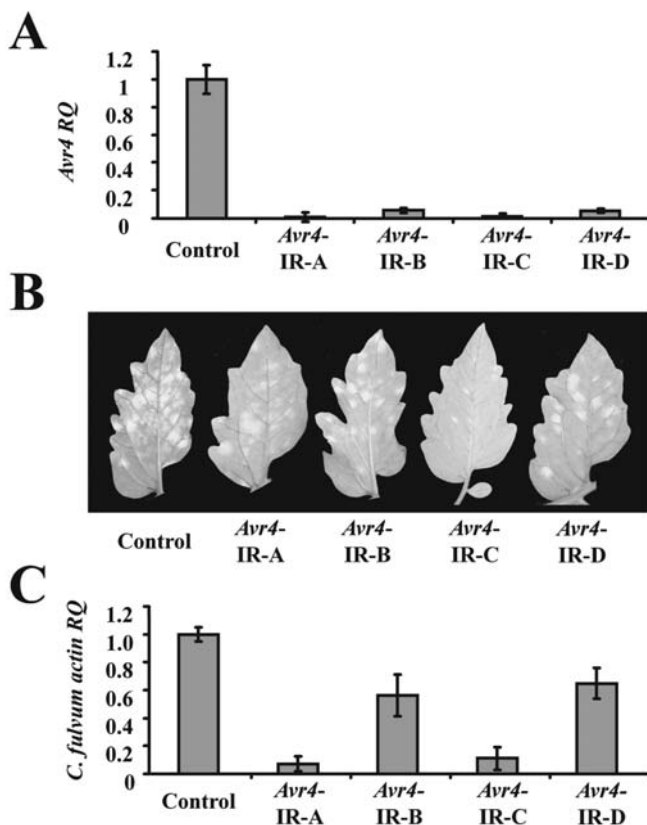 A
Avr4 RQ
1.2
1
0.8
0.6
0.4
0.2
0
Control
Avr4-
IR-A
Avr4-
IR-B
Avr4-
IR-C
Avr4-
IR-D
B
Control
Avr4-
IR-A
Avr4-
IR-B
Avr4-
IR-C
Avr4-
IR-D
C
C. fulvum actin RQ
1.2
1.0
0.8
0.6
0.4
0.2
0
Control
Avr4-
IR-A
Avr4-
IR-B
Avr4-
IR-C
Avr4-
IR-D